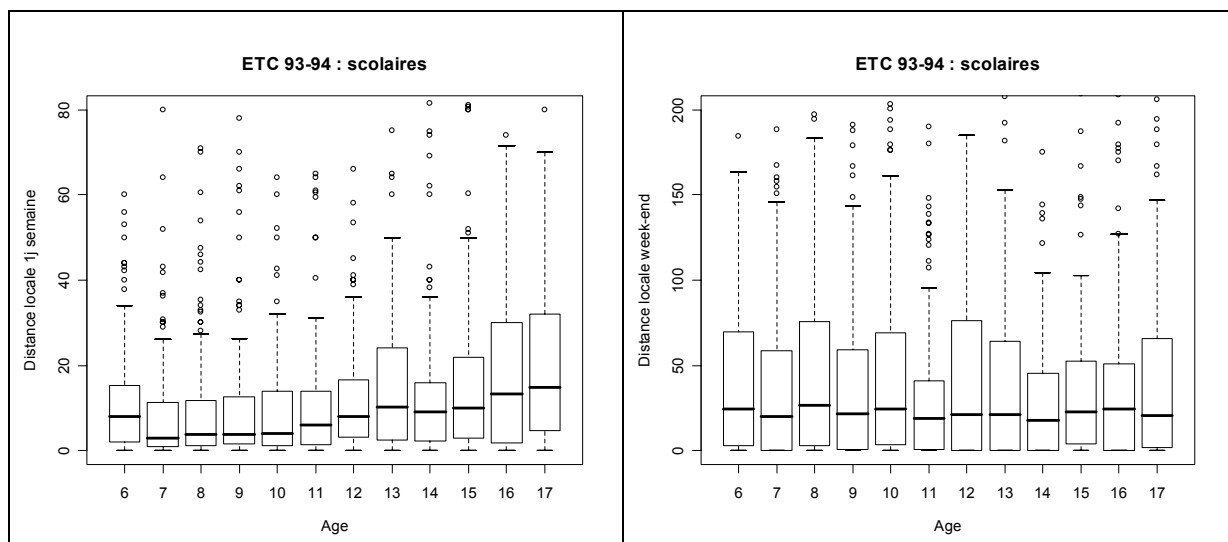 ETC 93-94 : scolaires
Distance locale 1j semaine
80
60
40
20
0
6 7 8 9 10 11 12 13 14 15 16 17
Age
ETC 93-94 : scolaires
Distance locale week-end
200
150
100
50
0
6 7 8 9 10 11 12 13 14 15 16 17
Age